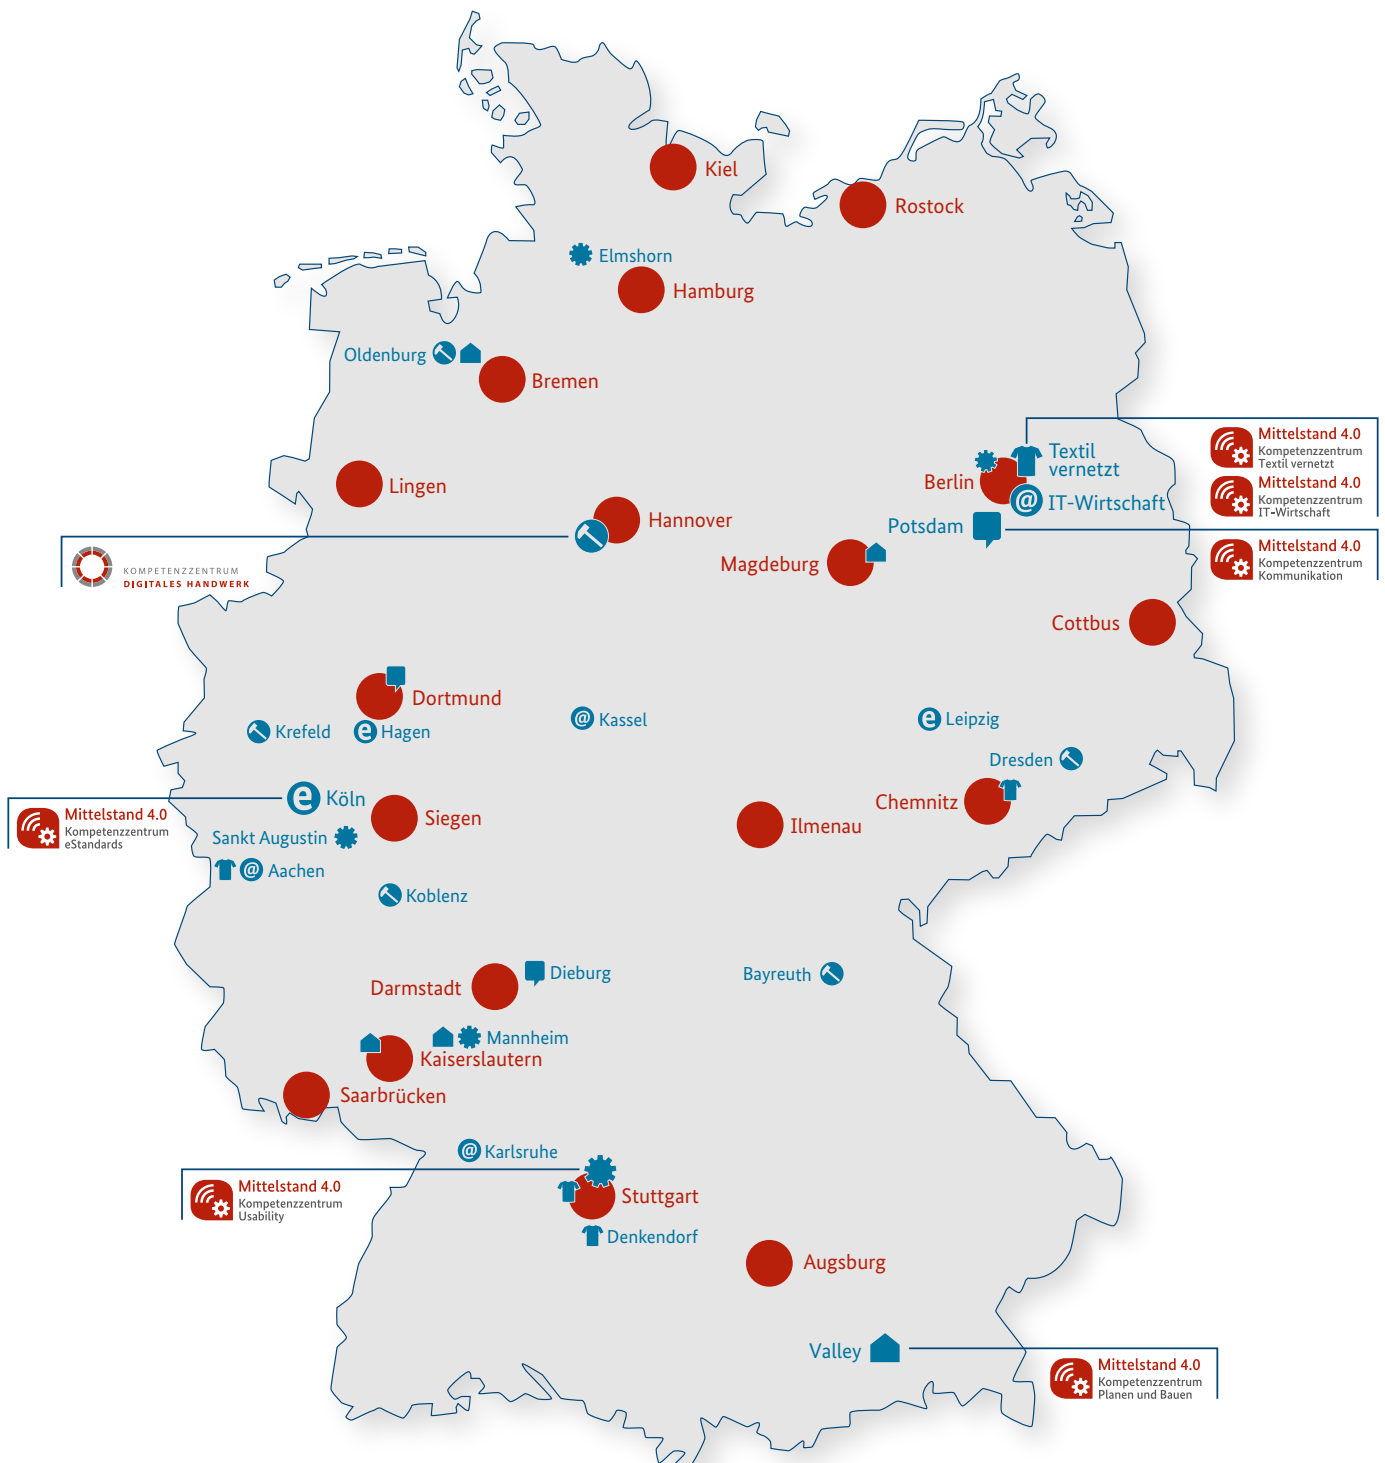 Kiel
Rostock
Elmshorn
Hamburg
Oldenburg
Bremen
Lingen
Hannover
KOMPETENZZENTRUM
DIGITALES HANDWERK
Berlin
Textil
vernetzt
@ IT-Wirtschaft
Potsdam
Magdeburg
Mittelstand 4.0
Kompetenzzentrum
Textil vernetzt
Mittelstand 4.0
Kompetenzzentrum
IT-Wirtschaft
Mittelstand 4.0
Kompetenzzentrum
Kommunikation
Cottbus
Dortmund
Krefeld
e Hagen
@ Kassel
e Leipzig
Dresden
Chemnitz
e Köln
Mittelstand 4.0
Kompetenzzentrum
eStandards
Siegen
Ilmenau
Sankt Augustin
@ Aachen
Koblenz
Dieburg
Darmstadt
Bayreuth
Mannheim
Kaiserslautern
Saarbrücken
@ Karlsruhe
Mittelstand 4.0
Kompetenzzentrum
Usability
Stuttgart
Denkendorf
Augsburg
Valley
Mittelstand 4.0
Kompetenzzentrum
Planen und Bauen